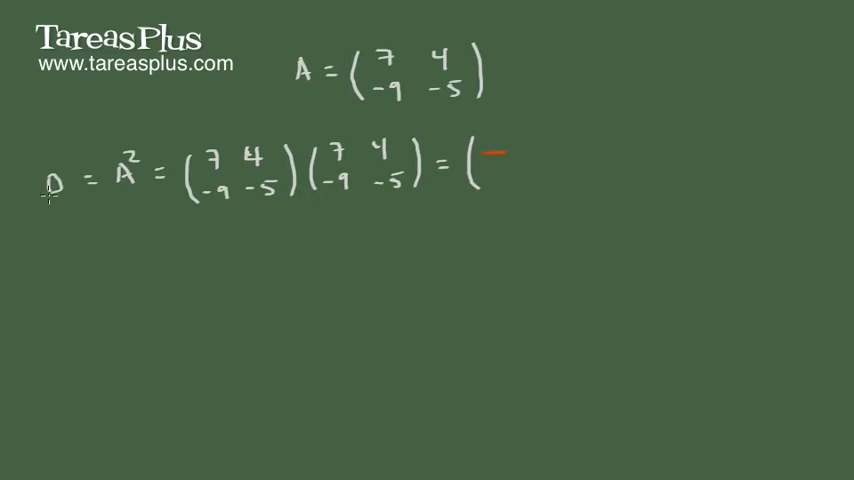 TareasPlus
www.tareasplus.com
A = ( 7 4
-9 -5 )
D = A² = ( 7 4
-9 -5 ) ( 7 4
-9 -5 ) = (